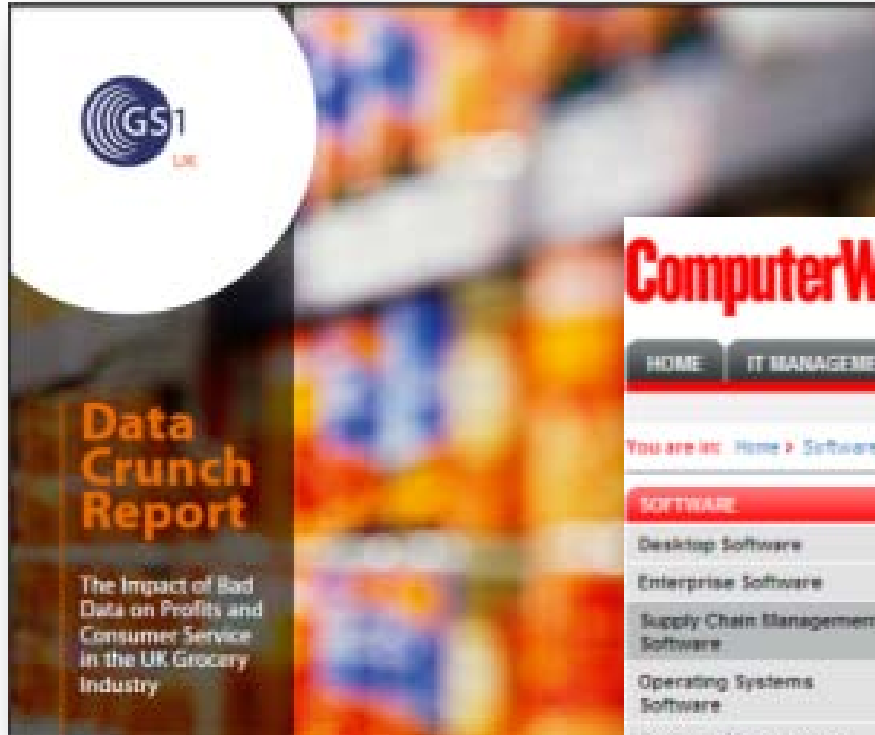 GS1
UK
Data
Crunch
Report
The Impact of Bad
Data on Profits and
Consumer Service
in the UK Grocery
Industry
ComputerW
HOME
IT MANAGEME
You are in: Home > Software
SOFTWARE
Desktop Software
Enterprise Software
Supply Chain Managemen
Software
Operating Systems
Software